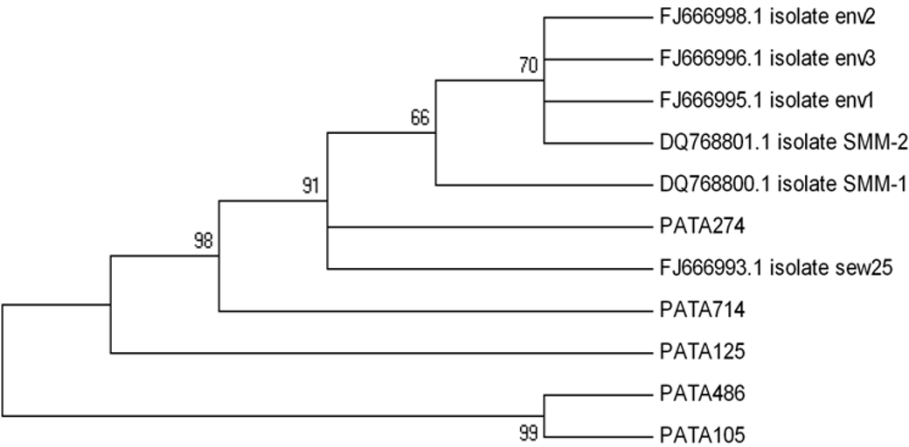 FJ666998.1 isolate env2
FJ666996.1 isolate env3
70
FJ666995.1 isolate env1
66
DQ768801.1 isolate SMM-2
91
DQ768800.1 isolate SMM-1
PATA274
98
FJ666993.1 isolate sew25
PATA714
PATA125
PATA486
99
PATA105